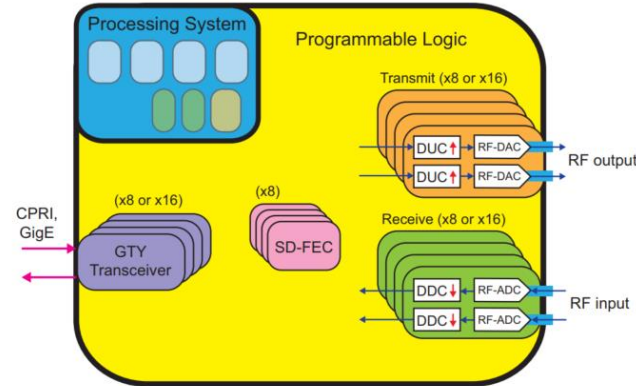 Processing System
Programmable Logic
Transmit (x8 or x16)
DUC RF-DAC
DUC RF-DAC
RF output
(x8 or x16)
CPRI,
GigE
GTY
Transceiver
(x8)
SD-FEC
Receive (x8 or x16)
DDC RF-ADC
DDC RF-ADC
RF input